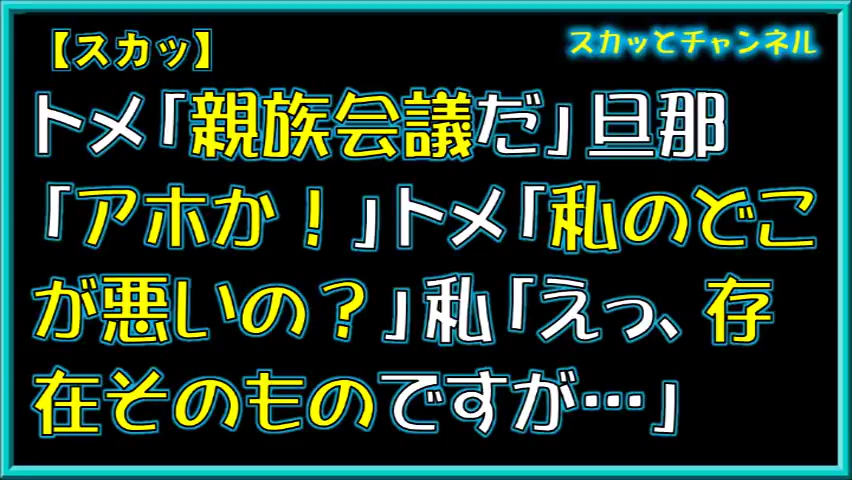 【スカッ】
スカッとチャンネル
トメ「親族会議だ」旦那
「アホか！」トメ「私のどこ
が悪いの？」私「えっ、存
在そのものですが…」